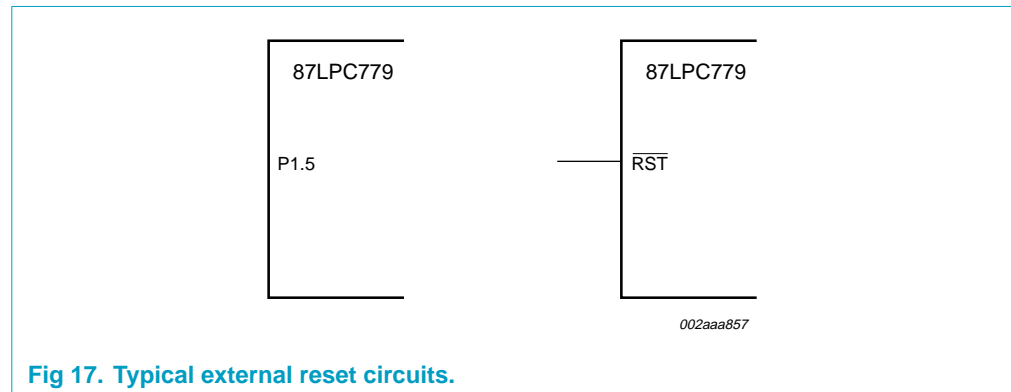 87LPC779
P1.5
87LPC779
RST
002aaa857
Fig 17. Typical external reset circuits.